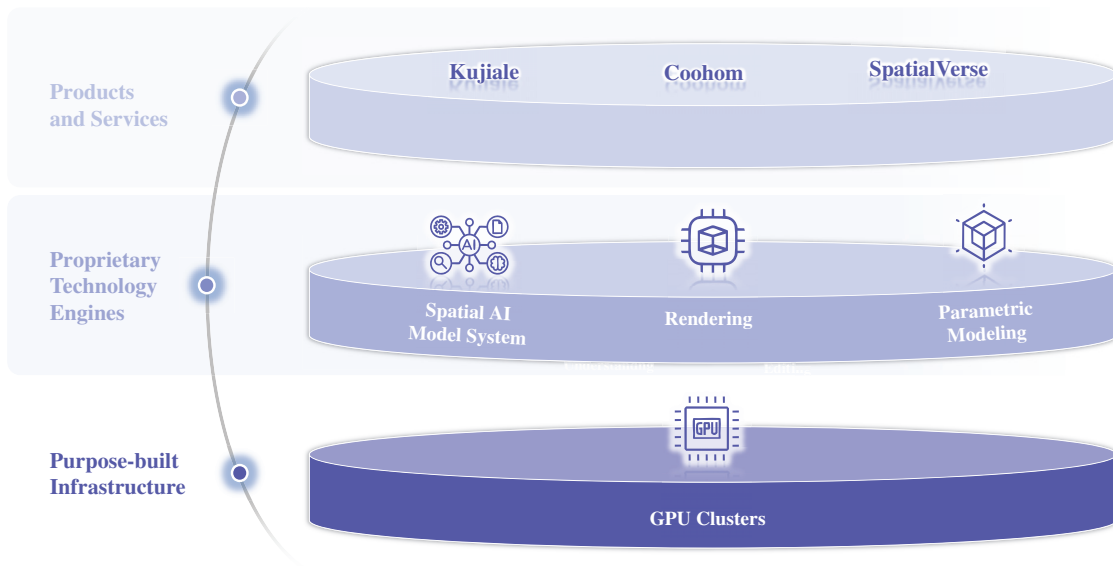 Products
and Services
Kujiale
Coohom
SpatialVerse
Proprietary
Technology
Engines
AI
Spatial AI
Model System
Rendering
Parametric
Modeling
Purpose-built
Infrastructure
GPU
GPU Clusters